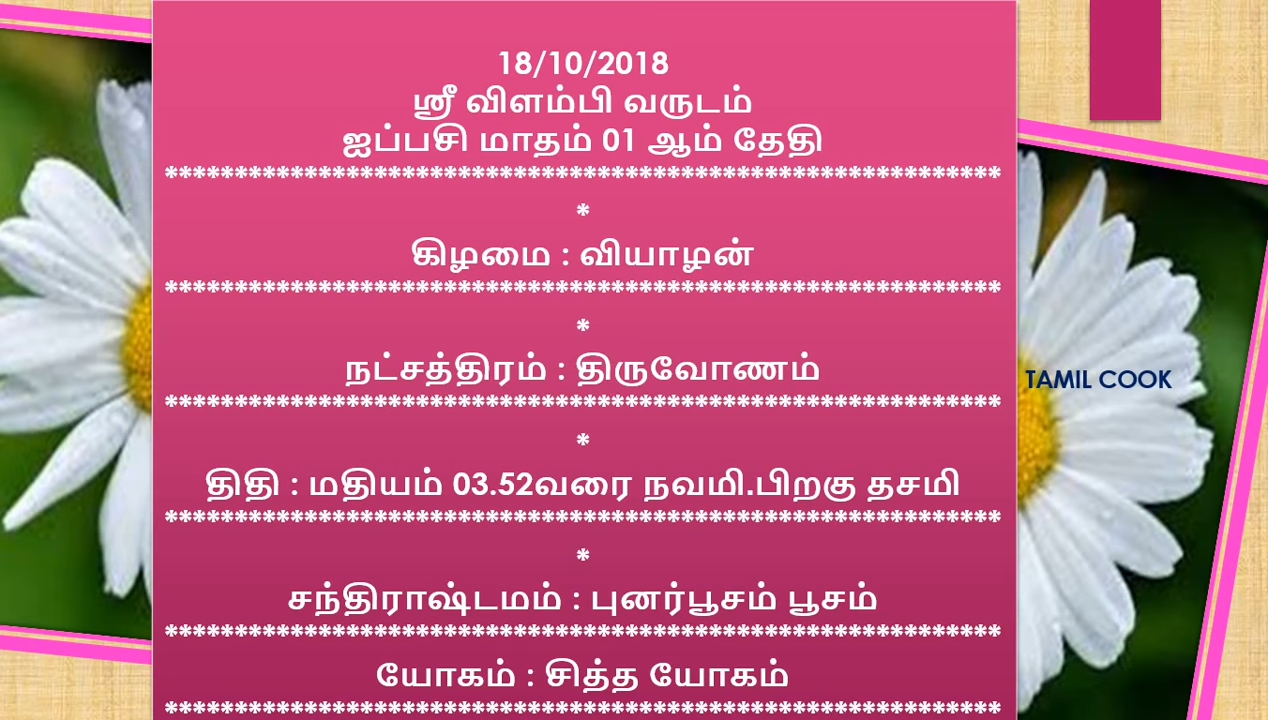 18/10/2018
ஸ்ரீ விளம்பி வருடம்
ஐப்பசி மாதம் 01 ஆம் தேதி
************************************************************
*
கிழமை : வியாழன்
************************************************************
*
நட்சத்திரம் : திருவோணம்
************************************************************
*
திதி : மதியம் 03.52வரை நவமி.பிறகு தசமி
************************************************************
*
சந்திராஷ்டமம் : புனர்பூசம் பூசம்
************************************************************
யோகம் : சித்த யோகம்
************************************************************
TAMIL COOK